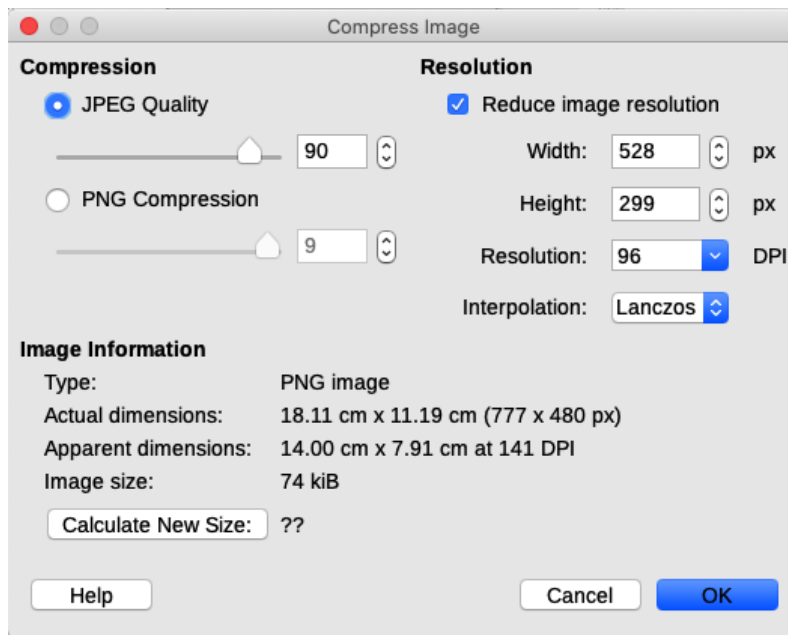 Compress Image
Compression
JPEG Quality
90
PNG Compression
9
Resolution
Reduce image resolution
Width: 528 px
Height: 299 px
Resolution: 96 DPI
Interpolation: Lanczos
Image Information
Type: PNG image
Actual dimensions: 18.11 cm x 11.19 cm (777 x 480 px)
Apparent dimensions: 14.00 cm x 7.91 cm at 141 DPI
Image size: 74 kiB
Calculate New Size: ??
Help Cancel OK